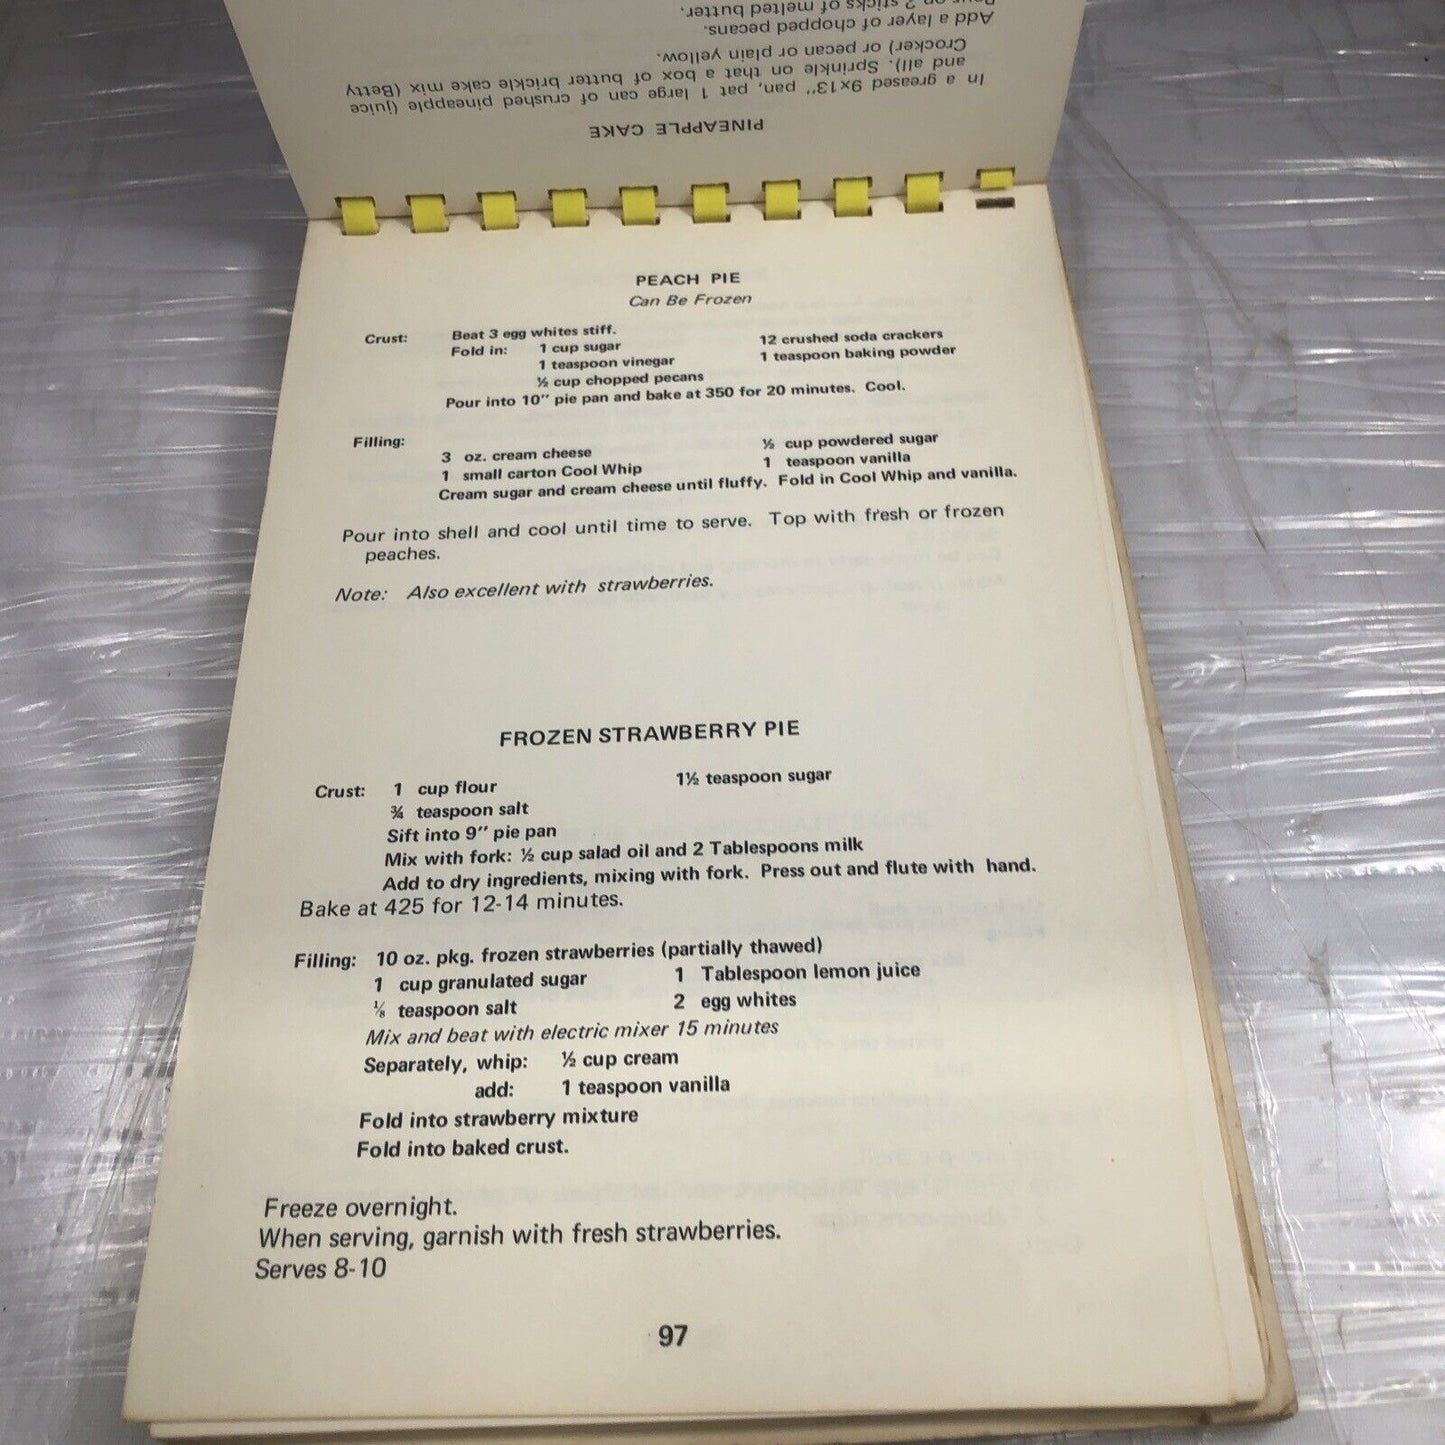 Pour on 2 sticks of melted butter.
Add a layer of chopped pecans.
Crocker) or pecan or plain yellow.
and all). Sprinkle on that a box of butter brickle cake mix (Betty
In a greased 9x13" pan, pat 1 large can of crushed pineapple (juice
PINEAPPLE CAKE
PEACH PIE
Can Be Frozen
Crust: Beat 3 egg whites stiff.
Fold in: 1 cup sugar 12 crushed soda crackers
1 teaspoon vinegar 1 teaspoon baking powder
½ cup chopped pecans
Pour into 10" pie pan and bake at 350 for 20 minutes. Cool.
Filling:
3 oz. cream cheese ½ cup powdered sugar
1 small carton Cool Whip 1 teaspoon vanilla
Cream sugar and cream cheese until fluffy. Fold in Cool Whip and vanilla.
Pour into shell and cool until time to serve. Top with fresh or frozen
peaches.
Note: Also excellent with strawberries.
FROZEN STRAWBERRY PIE
Crust: 1 cup flour 1½ teaspoon sugar
¾ teaspoon salt
Sift into 9" pie pan
Mix with fork: ½ cup salad oil and 2 Tablespoons milk
Add to dry ingredients, mixing with fork. Press out and flute with hand.
Bake at 425 for 12-14 minutes.
Filling: 10 oz. pkg. frozen strawberries (partially thawed)
1 cup granulated sugar 1 Tablespoon lemon juice
⅛ teaspoon salt 2 egg whites
Mix and beat with electric mixer 15 minutes
Separately, whip: ½ cup cream
add: 1 teaspoon vanilla
Fold into strawberry mixture
Fold into baked crust.
Freeze overnight.
When serving, garnish with fresh strawberries.
Serves 8-10
97